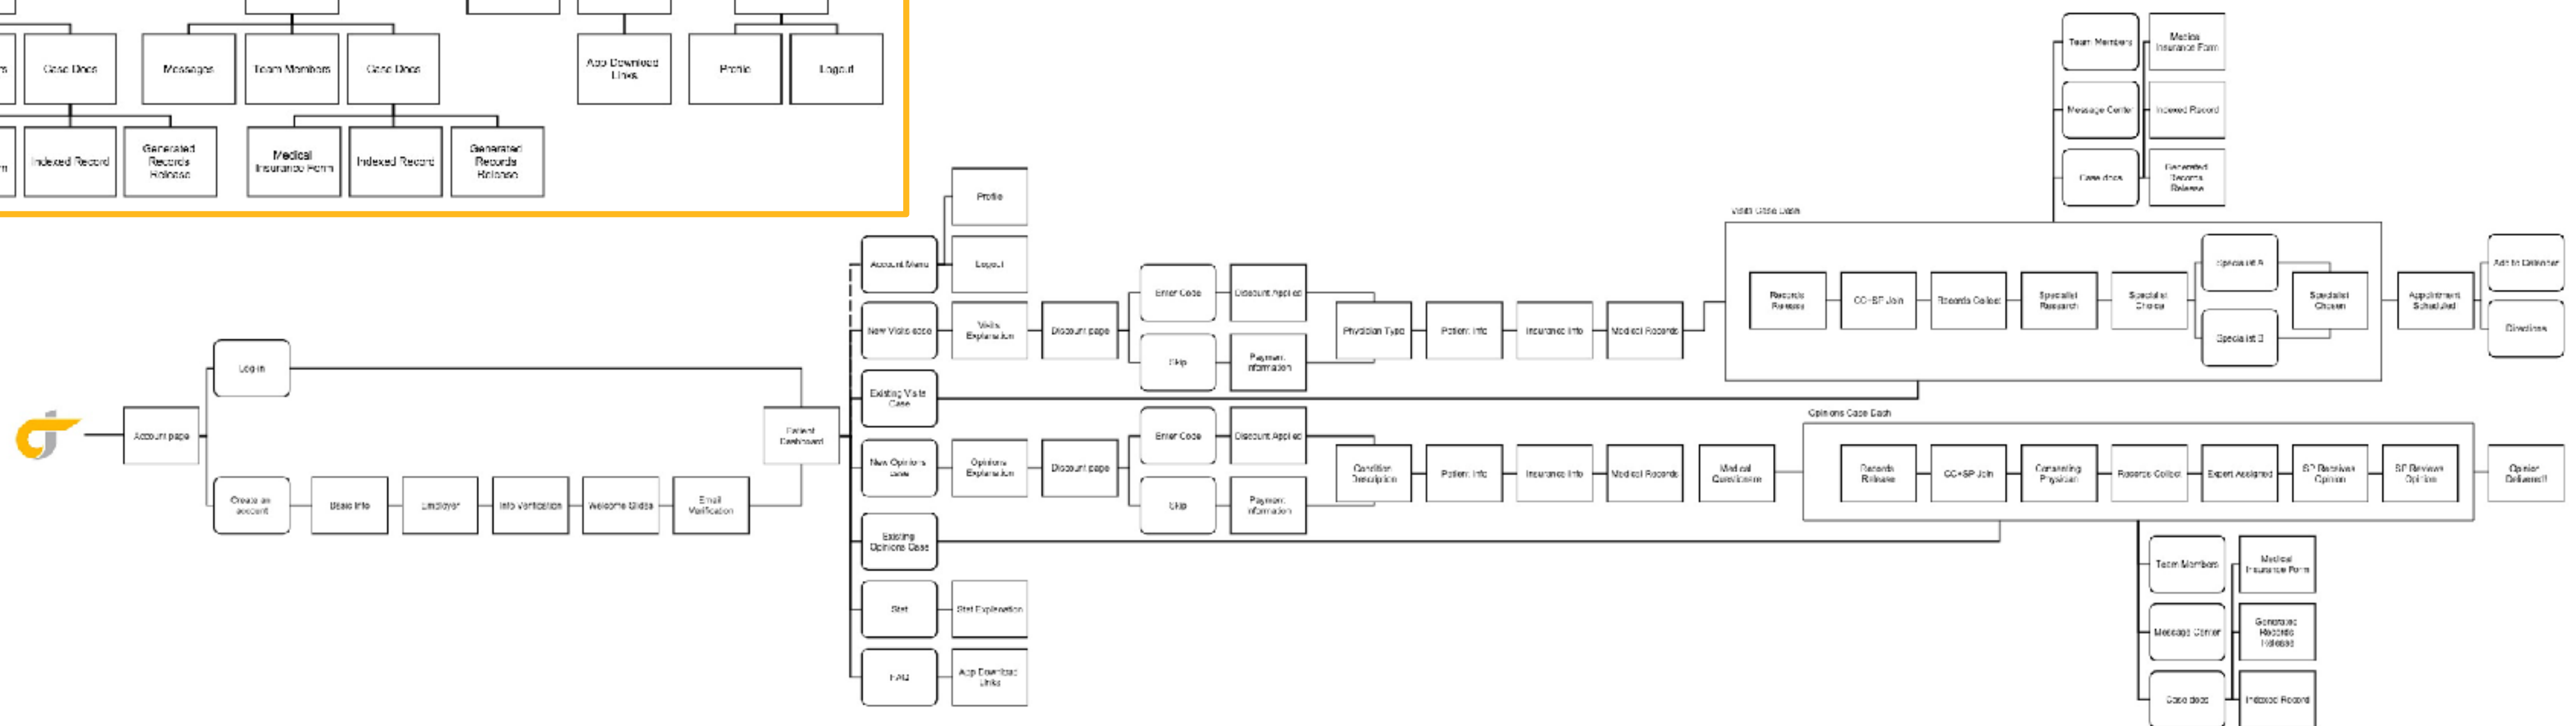 Case Docs
Messages
Team Members
Case Docs
App Download
Links
Profile
Logout
Indexed Record
Generated
Records
Release
Medical
Insurance Form
Indexed Record
Generated
Records
Release
Team Members
Medical
Insurance Form
Message Center
Indexed Record
Case docs
Generated
Records
Release
Profile
Account Menu
Logout
New Visits case
Visits
Explanation
Discount page
Enter Code
Discount Applied
Skip
Payment
Information
Physician Type
Patient Info
Insurance Info
Medical Records
Visits Case Dash
Records
Release
CC+SP Join
Records Collect
Specialist
Research
Specialist
Choice
Specialist A
Specialist B
Specialist
Chosen
Appointment
Scheduled
Add to Calendar
Directions
Existing Visits
Case
Log-in
Account page
Create an
account
Basic Info
Employer
Info Verification
Welcome Slides
Email
Verification
Patient
Dashboard
New Opinions
case
Opinions
Explanation
Discount page
Enter Code
Discount Applied
Skip
Payment
Information
Condition
Description
Patient Info
Insurance Info
Medical Records
Medical
Opinions Case Dash
Records
Release
CC+SP Join
Consenting
Physician
Records Collect
Expert Assigned
SP Receives
Opinion
SP Reviews
Opinion
Opinion
Delivered!
Existing
Opinions Case
Stat
Stat Explanation
FAQ
App Download
Links
Team Members
Medical
Insurance Form
Message Center
Generated
Records
Release
Case docs
Indexed Record